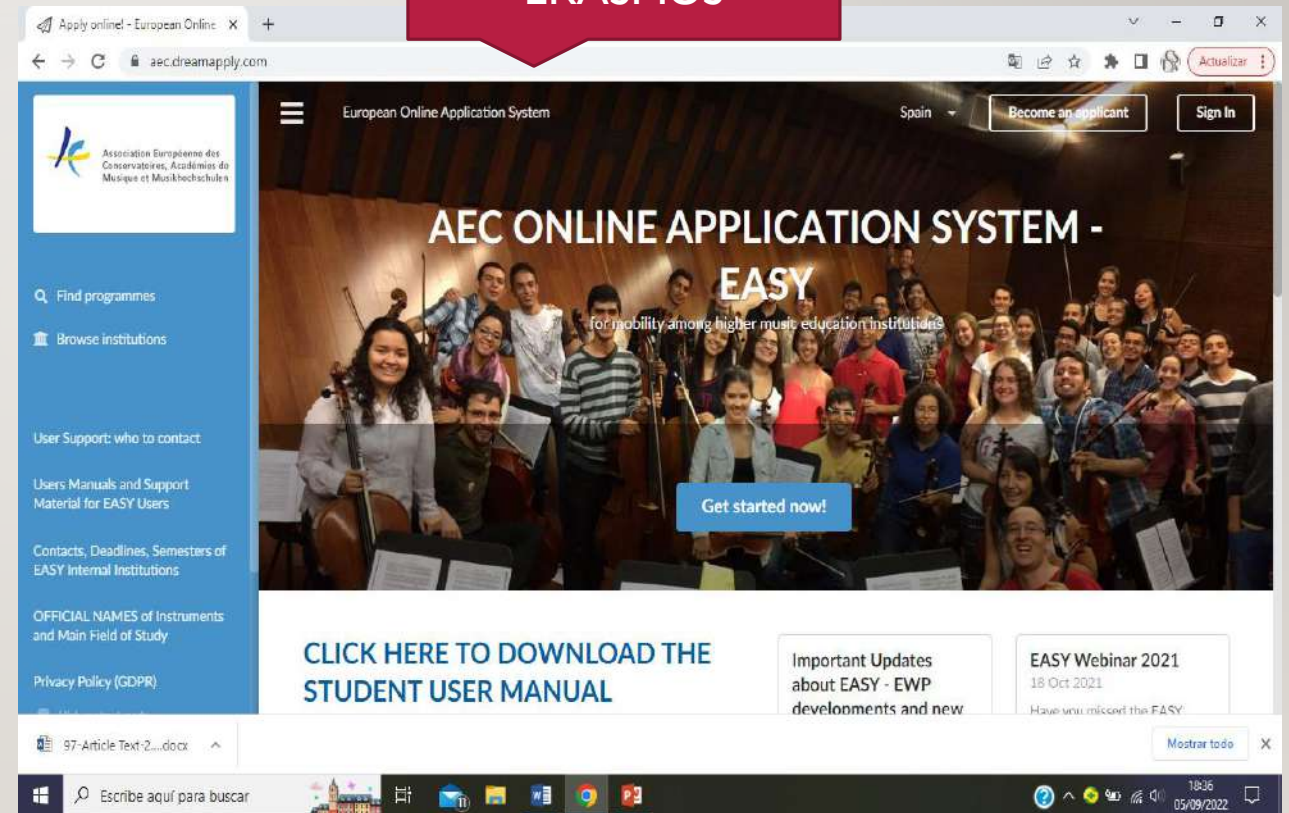 ERASMUS
Apply online! - European Online
aec.dreamapply.com
Actualizar
Association Européenne des
Conservatoires, Académies de
Musique et Musikhochschulen
European Online Application System
Spain
Become an applicant
Sign In
AEC ONLINE APPLICATION SYSTEM -
EASY
for mobility among higher music education institutions
Get started now!
Find programmes
Browse institutions
User Support: who to contact
Users Manuals and Support
Material for EASY Users
Contacts, Deadlines, Semesters of
EASY Internal Institutions
OFFICIAL NAMES of Instruments
and Main Field of Study
Privacy Policy (GDPR)
CLICK HERE TO DOWNLOAD THE
STUDENT USER MANUAL
Important Updates
about EASY - EWP
developments and new
EASY Webinar 2021
18 Oct 2021
Have you missed the EASY
97-Article Text-2....docx
Mostrar todo
Escribe aquí para buscar
11
18:36
05/09/2022